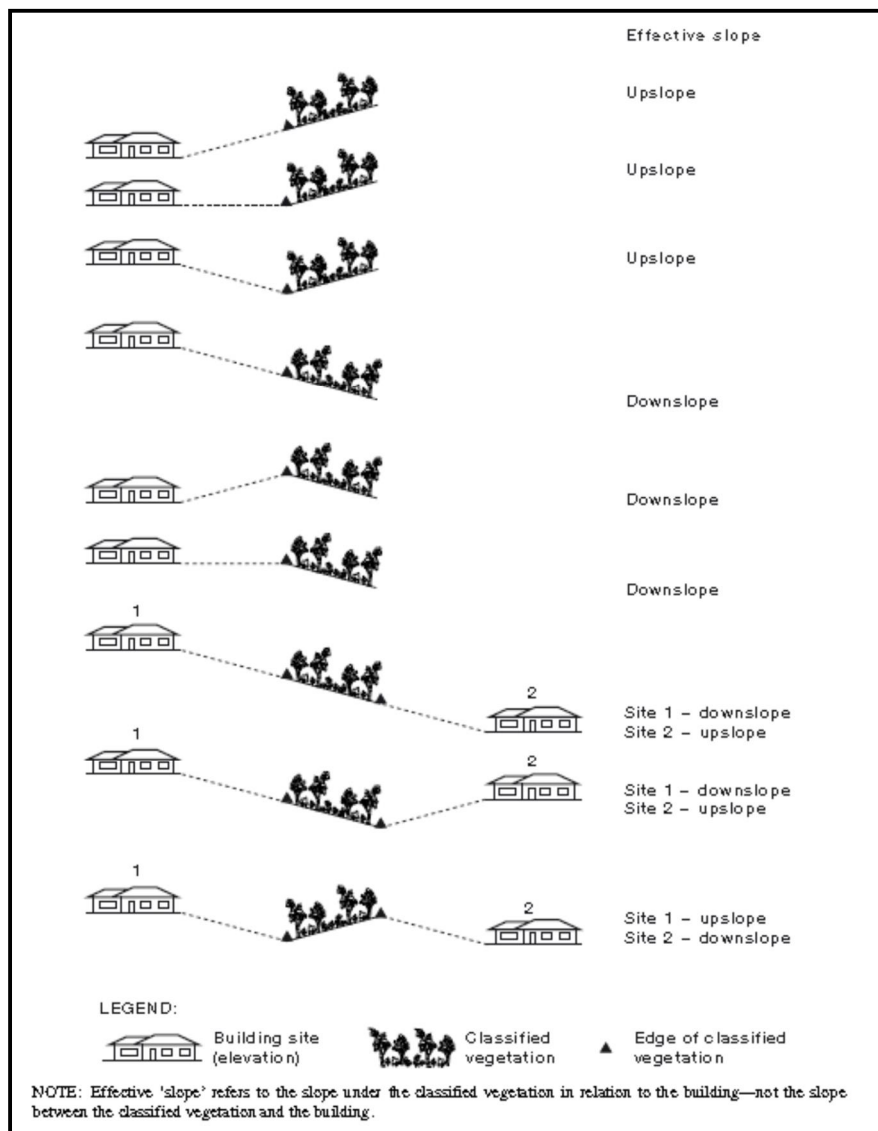 Effective slope
Upslope
Upslope
Upslope
Downslope
Downslope
Downslope
1
2
Site 1 – downslope
Site 2 – upslope
1
2
Site 1 – downslope
Site 2 – upslope
1
2
Site 1 – upslope
Site 2 – downslope
LEGEND:
Building site
(elevation)
Classified
vegetation
Edge of classified
vegetation
NOTE: Effective 'slope' refers to the slope under the classified vegetation in relation to the building—not the slope
between the classified vegetation and the building.